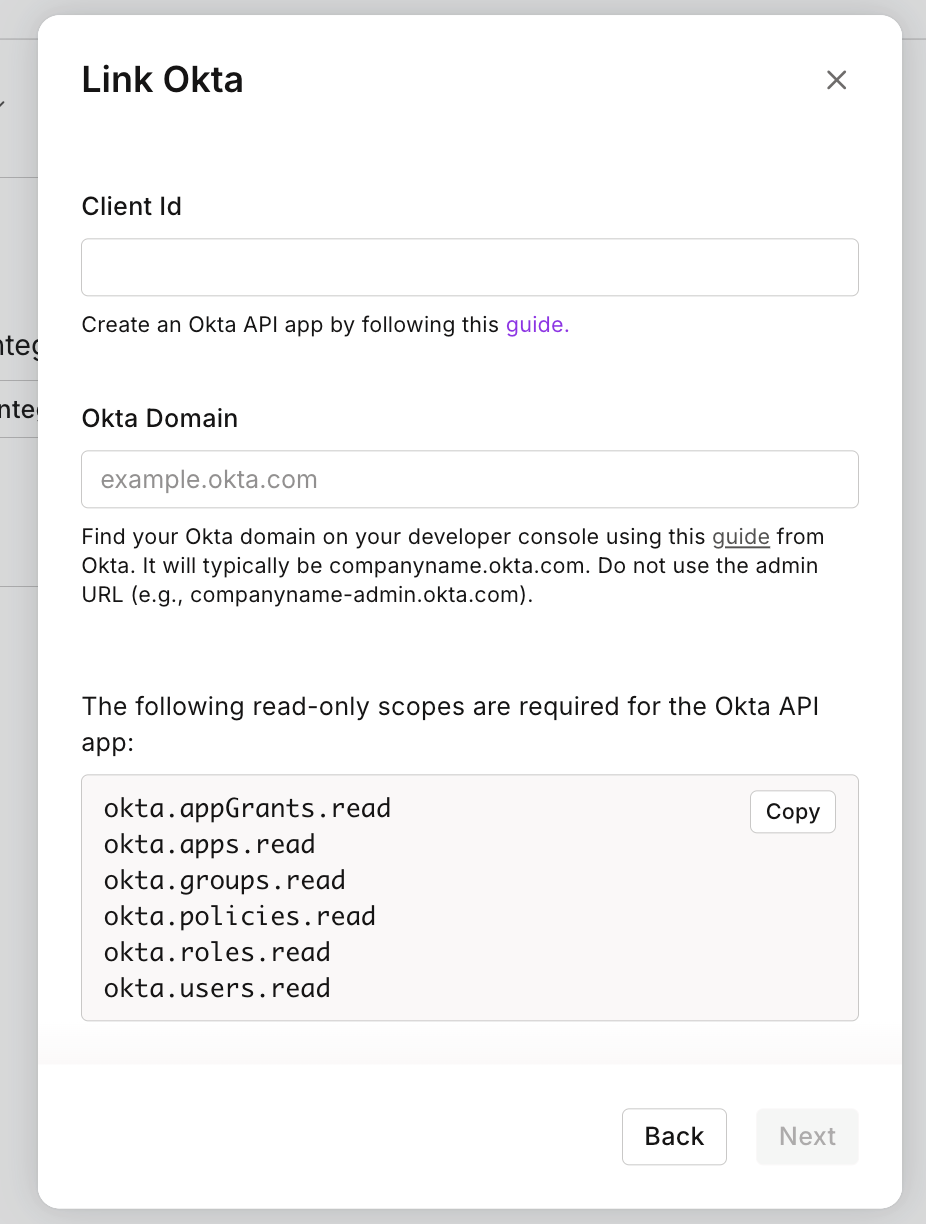 Link Okta
Client Id
Create an Okta API app by following this guide.
Okta Domain
example.okta.com
Find your Okta domain on your developer console using this guide from
Okta. It will typically be companyname.okta.com. Do not use the admin
URL (e.g., companyname-admin.okta.com).
The following read-only scopes are required for the Okta API
app:
Copy
okta.appGrants.read
okta.apps.read
okta.groups.read
okta.policies.read
okta.roles.read
okta.users.read
Back
Next